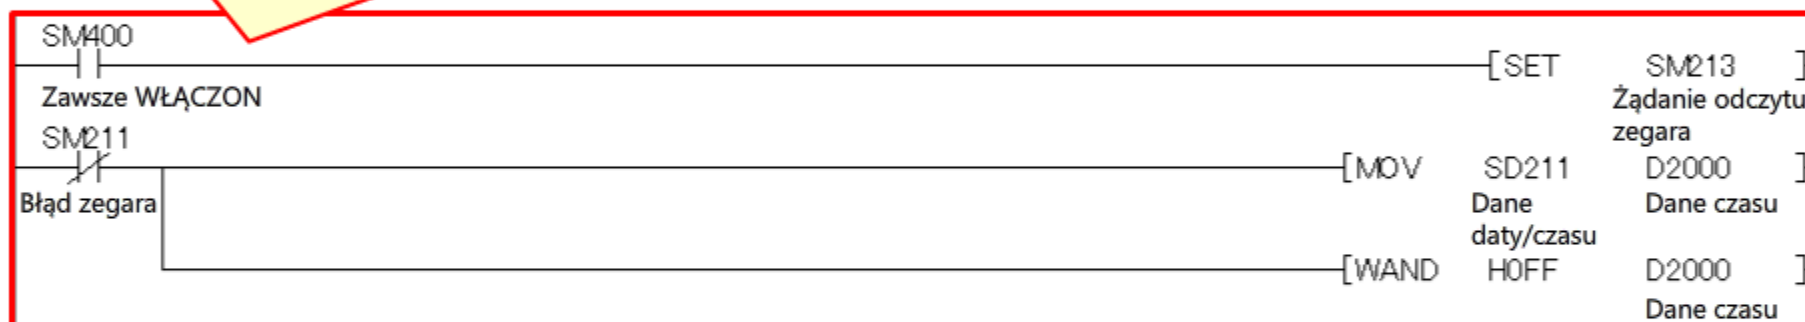 SM400
[SET SM213 ]
Zawsze WŁĄCZON
Żądanie odczytu
zegara
SM211
[MOV SD211 D2000 ]
Błąd zegara
Dane
daty/czasu
Dane czasu
[WAND H0FF D2000 ]
Dane czasu